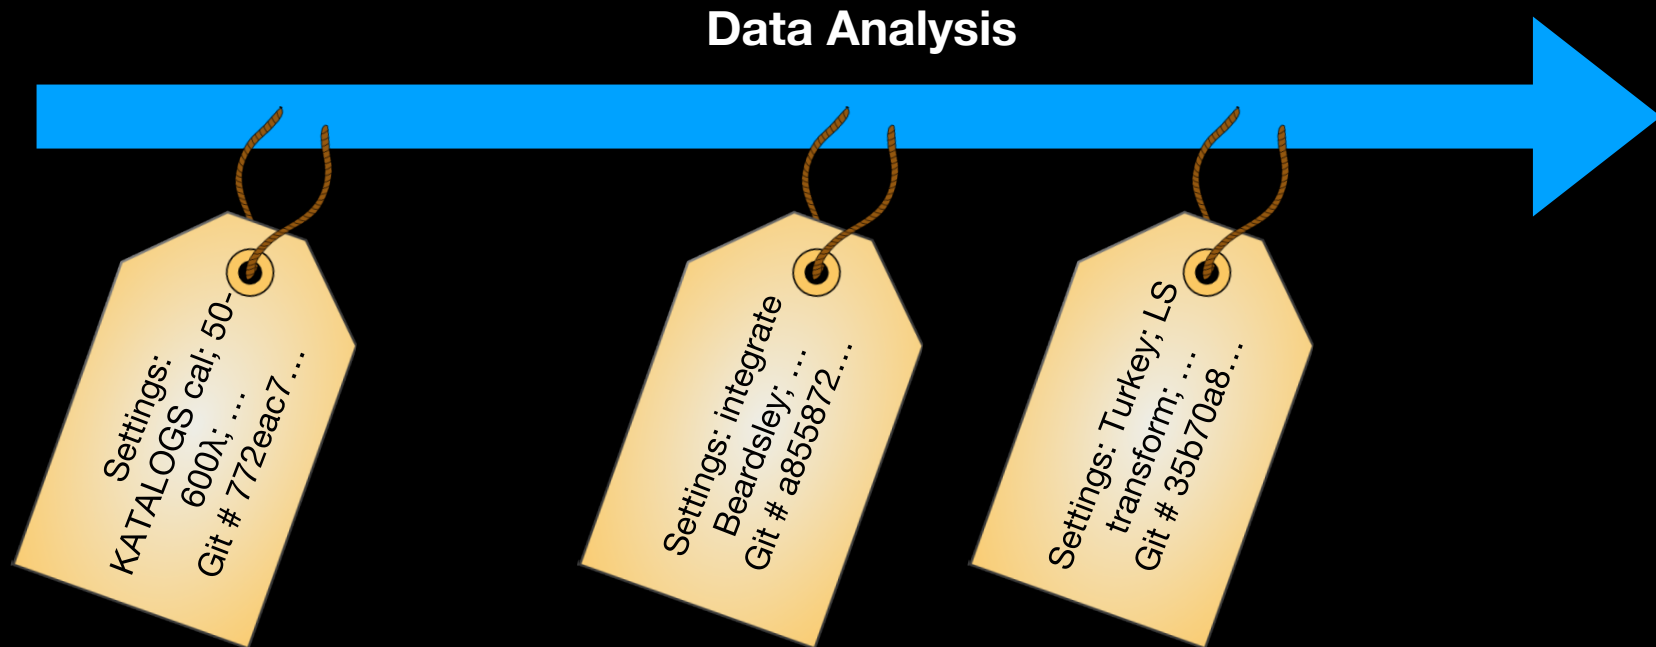 Data Analysis
Settings:
KATALOGS cal; 50-
600λ; …
Git # 772eac7…
Settings: integrate
Beardsley; …
Git # a855872…
Settings: Turkey; LS
transform; …
Git # 35b70a8…